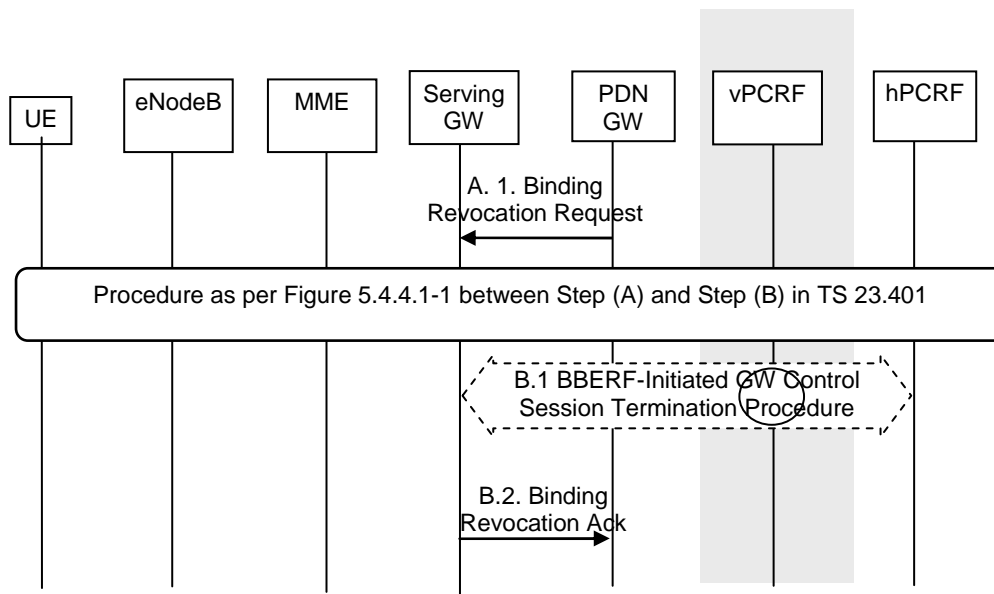 UE
eNodeB
MME
Serving
GW
PDN
GW
vPCRF
hPCRF
A. 1. Binding
Revocation Request
Procedure as per Figure 5.4.4.1-1 between Step (A) and Step (B) in TS 23.401
B.1 BBERF-Initiated GW Control
Session Termination Procedure
B.2. Binding
Revocation Ack